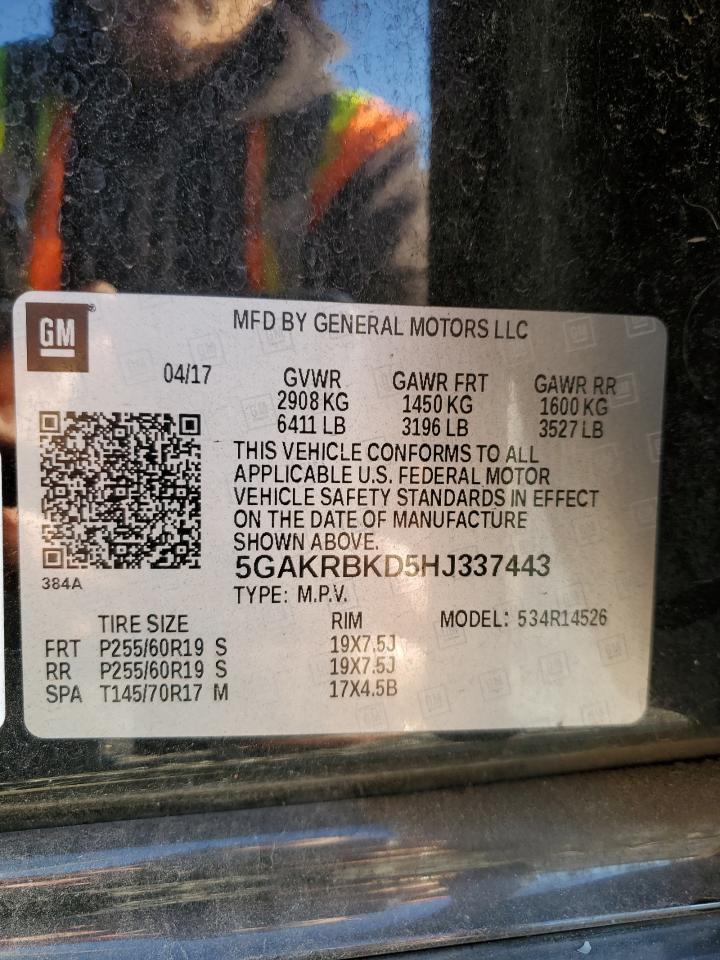 GM®
MFD BY GENERAL MOTORS LLC
04/17
GVWR GAWR FRT GAWR RR
2908 KG 1450 KG 1600 KG
6411 LB 3196 LB 3527 LB
THIS VEHICLE CONFORMS TO ALL
APPLICABLE U.S. FEDERAL MOTOR
VEHICLE SAFETY STANDARDS IN EFFECT
ON THE DATE OF MANUFACTURE
SHOWN ABOVE.
5GAKRBKD5HJ337443
384A
TYPE: M.P.V.
TIRE SIZE RIM MODEL: 534R14526
FRT P255/60R19 S 19X7.5J
RR P255/60R19 S 19X7.5J
SPA T145/70R17 M 17X4.5B